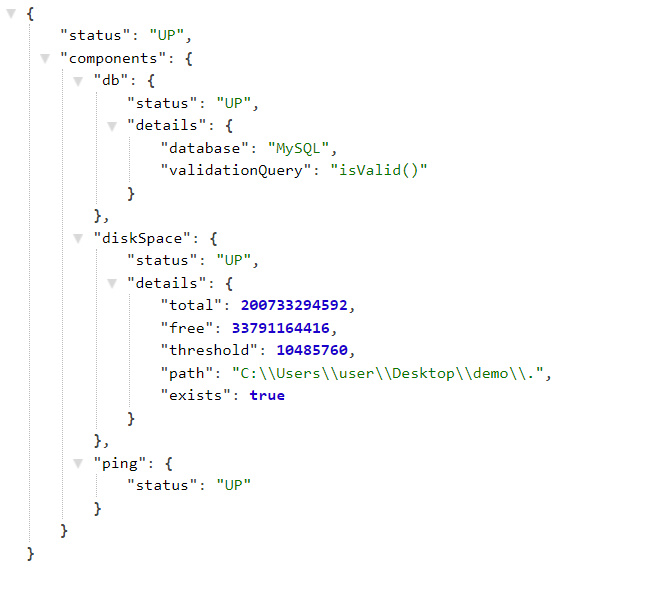 {
"status": "UP",
"components": {
"db": {
"status": "UP",
"details": {
"database": "MySQL",
"validationQuery": "isValid()"
}
},
"diskSpace": {
"status": "UP",
"details": {
"total": 200733294592,
"free": 33791164416,
"threshold": 10485760,
"path": "C:\\Users\\user\\Desktop\\demo\\.",
"exists": true
}
},
"ping": {
"status": "UP"
}
}
}